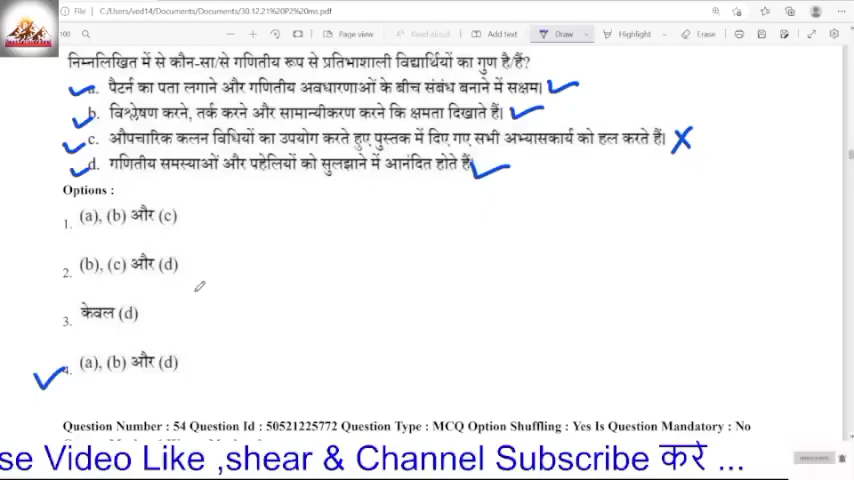 C:/Users/ved14/Documents/Documents/30.12.21%20P2%20ms.pdf
Page view
Read aloud
Add text
Draw
Highlight
Erase
निम्नलिखित में से कौन-सा/से गणितीय रूप से प्रतिभाशाली विद्यार्थियों का गुण है/हैं?
a. पैटर्न का पता लगाने और गणितीय अवधारणाओं के बीच संबंध बनाने में सक्षम।
b. विश्लेषण करने, तर्क करने और सामान्यीकरण करने कि क्षमता दिखाते हैं।
c. औपचारिक कलन विधियों का उपयोग करते हुए पुस्तक में दिए गए सभी अभ्यासकार्य को हल करते हैं।
d. गणितीय समस्याओं और पहेलियों को सुलझाने में आनंदित होते हैं
Options :
1. (a), (b) और (c)
2. (b), (c) और (d)
3. केवल (d)
4. (a), (b) और (d)
Question Number : 54 Question Id : 50521225772 Question Type : MCQ Option Shuffling : Yes Is Question Mandatory : No
se Video Like ,shear & Channel Subscribe करें ...